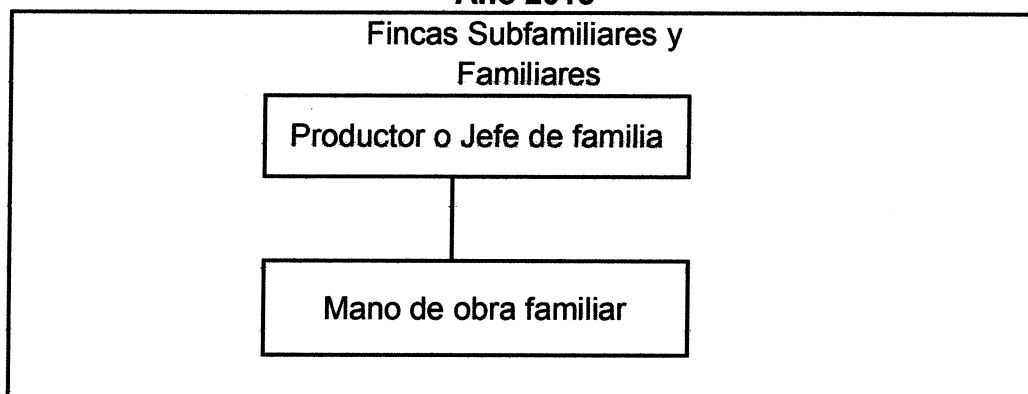 Fincas Subfamiliares y
Familiares
Productor o Jefe de familia
Mano de obra familiar